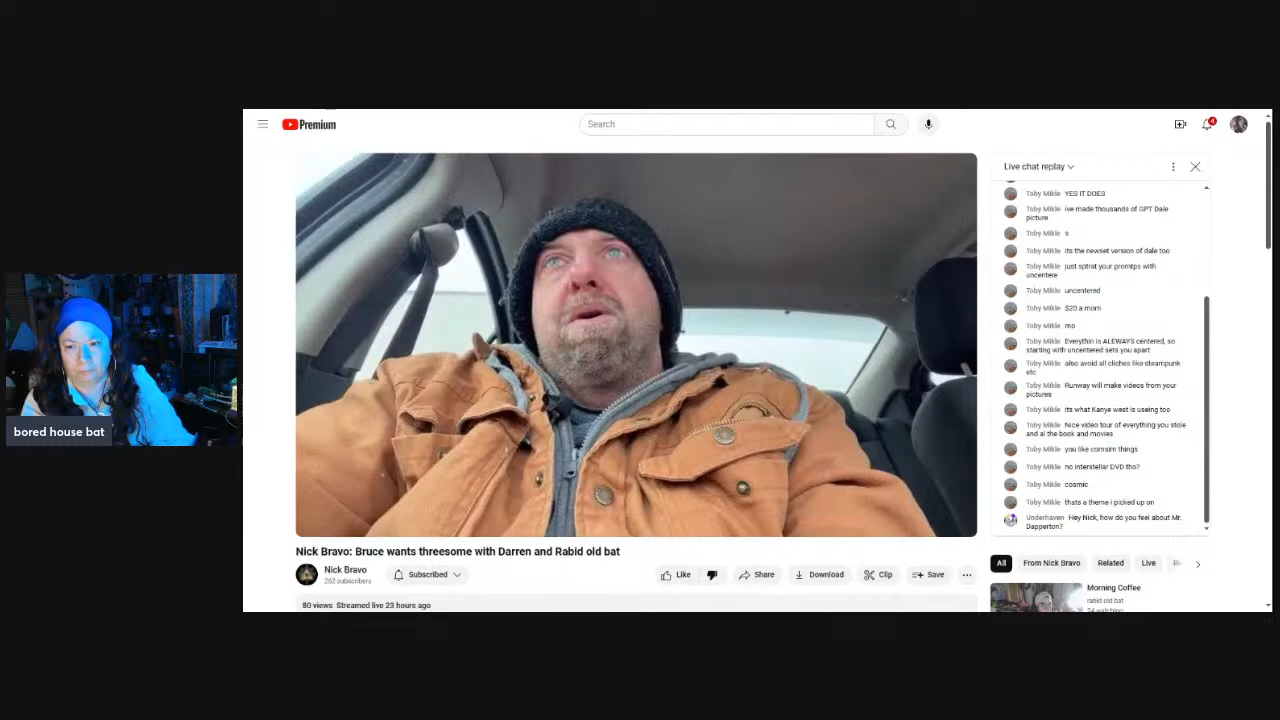 Premium
Search
4
Live chat replay
Toby Mikle YES IT DOES
Toby Mikle ive made thousands of GPT Dale
picture
Toby Mikle s
Toby Mikle its the newset version of dale too
Toby Mikle just sptrat your promtps with
uncentere
Toby Mikle uncentered
Toby Mikle $20 a morn
Toby Mikle mo
Toby Mikle Everythin is ALEWAYS centered, so
starting with uncentered sets you apart
Toby Mikle also avoid all cliches like steampunk
etc
Toby Mikle Runway will make videos from your
pictures
Toby Mikle its what Kanye west is useing too
Toby Mikle Nice video tour of everything you stole
and al the book and movies
Toby Mikle you like comsim things
Toby Mikle no interstellar DVD tho?
Toby Mikle cosmic
Toby Mikle thats a theme i picked up on
Underhaven Hey Nick, how do you feel about Mr.
Dapperton?
bored house bat
Nick Bravo: Bruce wants threesome with Darren and Rabid old bat
Nick Bravo
262 subscribers
Subscribed
Like
Share
Download
Clip
Save
80 views Streamed live 23 hours ago
All
From Nick Bravo
Related
Live
Morning Coffee
rabid old bat
24 watching